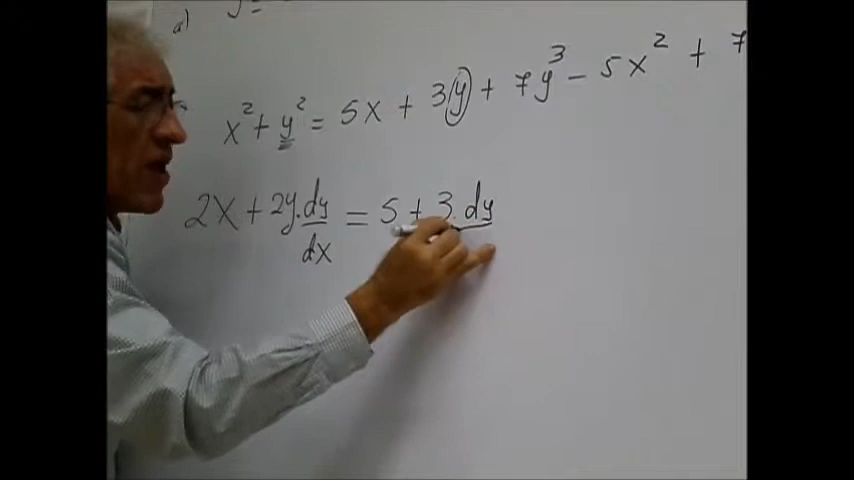 a) y =
x² + y² = 5x + 3y + 7y³ - 5x² + 7
2x + 2y.dy/dx = 5 + 3.dy